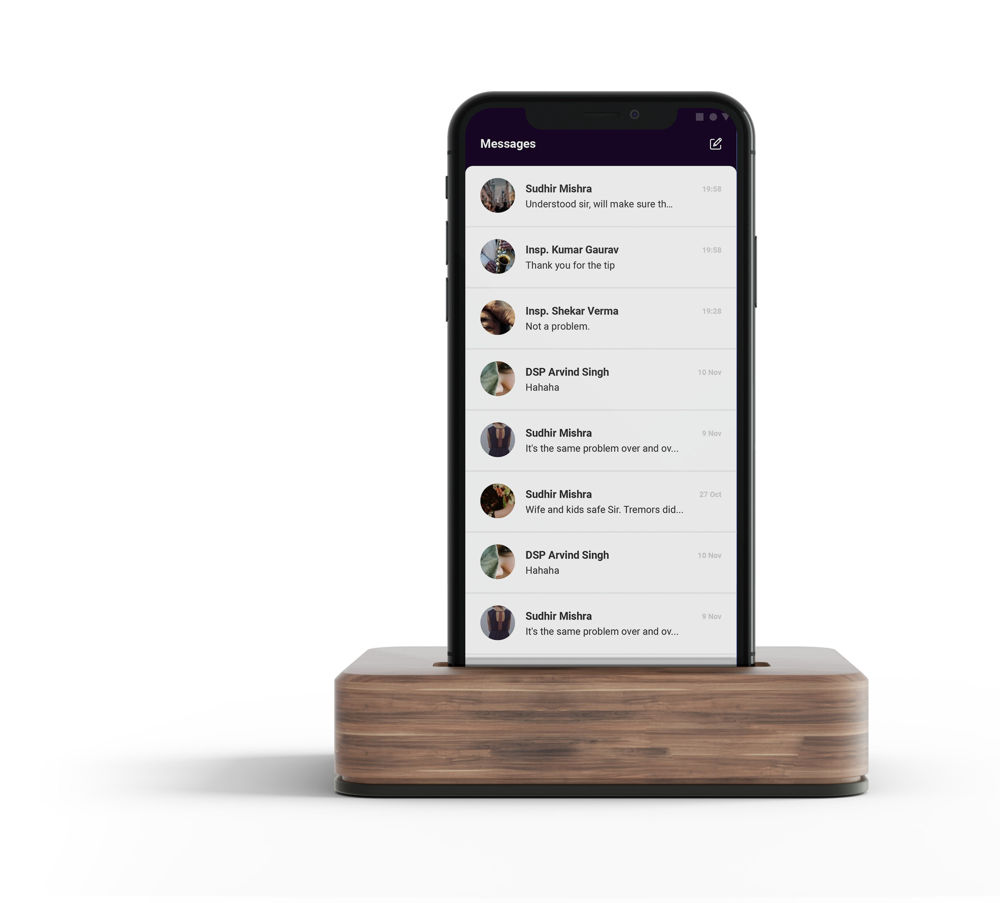 Messages
Sudhir Mishra 19:58
Understood sir, will make sure th...
Insp. Kumar Gaurav 19:58
Thank you for the tip
Insp. Shekar Verma 19:28
Not a problem.
DSP Arvind Singh 10 Nov
Hahaha
Sudhir Mishra 9 Nov
It's the same problem over and ov...
Sudhir Mishra 27 Oct
Wife and kids safe Sir. Tremors did...
DSP Arvind Singh 10 Nov
Hahaha
Sudhir Mishra 9 Nov
It's the same problem over and ov...